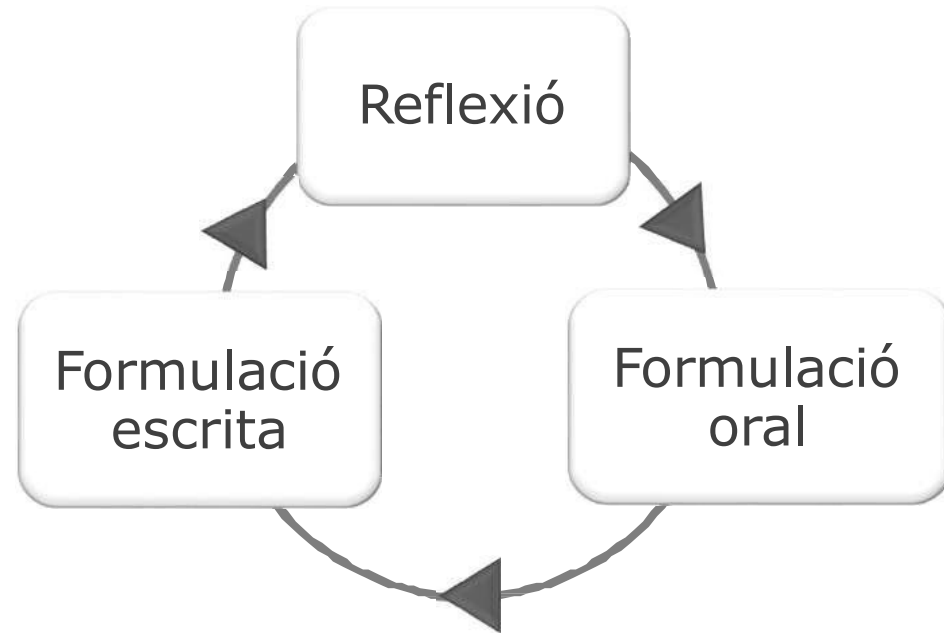 Reflexió
Formulació
escrita
Formulació
oral